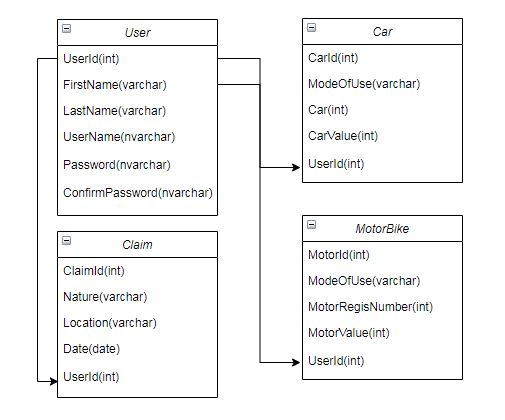 User
UserId(int)
FirstName(varchar)
LastName(varchar)
UserName(nvarchar)
Password(nvarchar)
ConfirmPassword(nvarchar)
Claim
ClaimId(int)
Nature(varchar)
Location(varchar)
Date(date)
UserId(int)
Car
CarId(int)
ModeOfUse(varchar)
Car(int)
CarValue(int)
UserId(int)
MotorBike
MotorId(int)
ModeOfUse(varchar)
MotorRegisNumber(int)
MotorValue(int)
UserId(int)